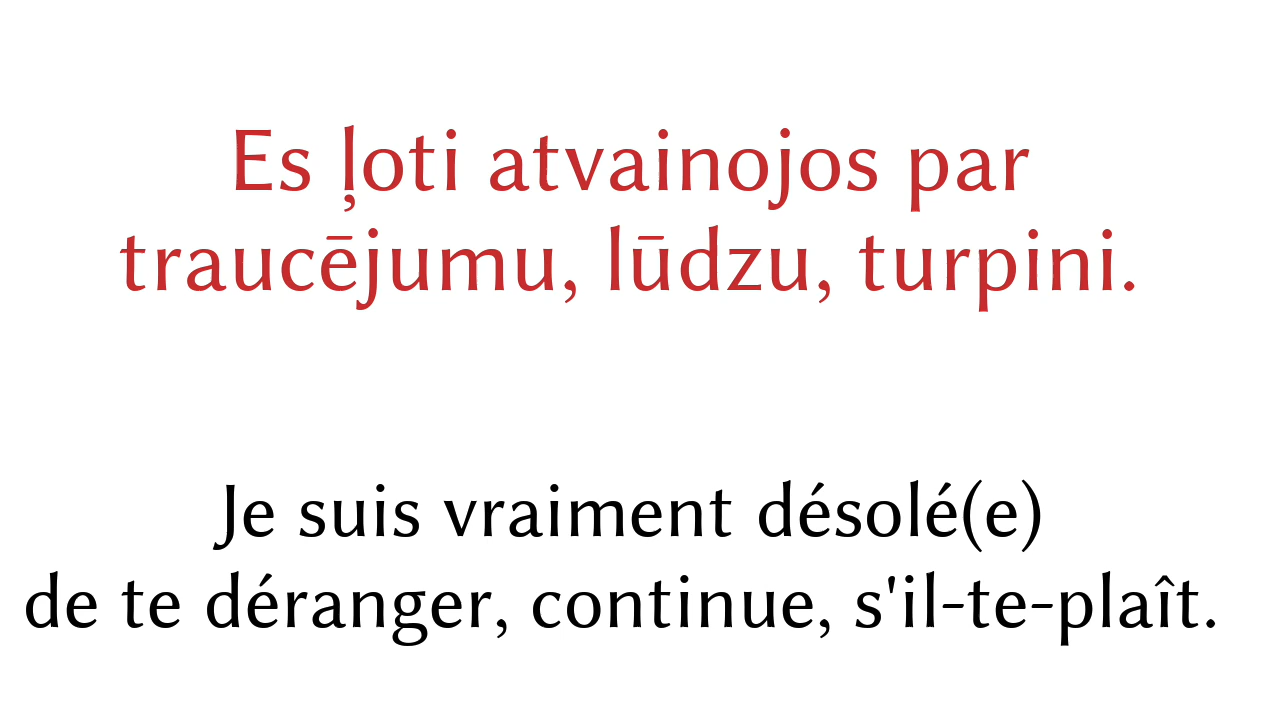 Es ļoti atvainojos par
traucējumu, lūdzu, turpini.
Je suis vraiment désolé(e)
de te déranger, continue, s'il-te-plaît.